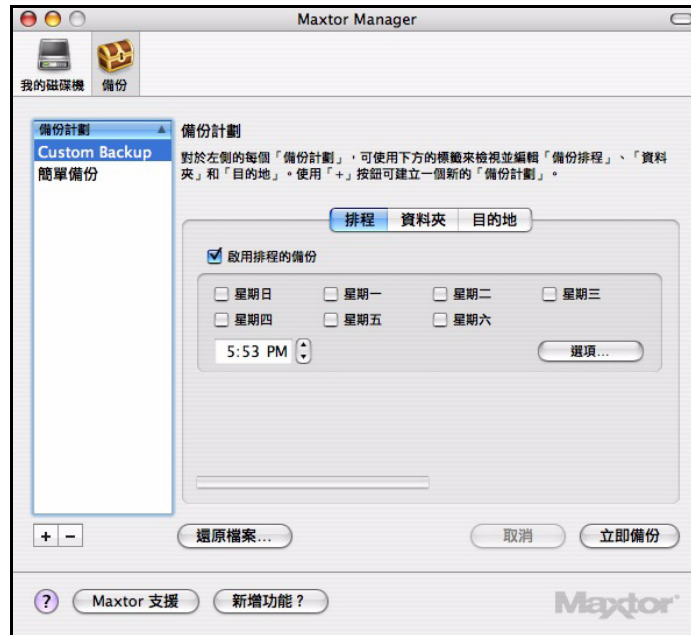 Maxtor Manager
我的磁碟機
備份
備份計劃
Custom Backup
簡單備份
備份計劃
對於左側的每個「備份計劃」，可使用下方的標籤來檢視並編輯「備份排程」、「資料
夾」和「目的地」。使用「+」按鈕可建立一個新的「備份計劃」。
排程
資料夾
目的地
啟用排程的備份
星期日
星期一
星期二
星期三
星期四
星期五
星期六
5:53 PM
選項...
+
−
還原檔案...
取消
立即備份
?
Maxtor 支援
新增功能？
Maxtor